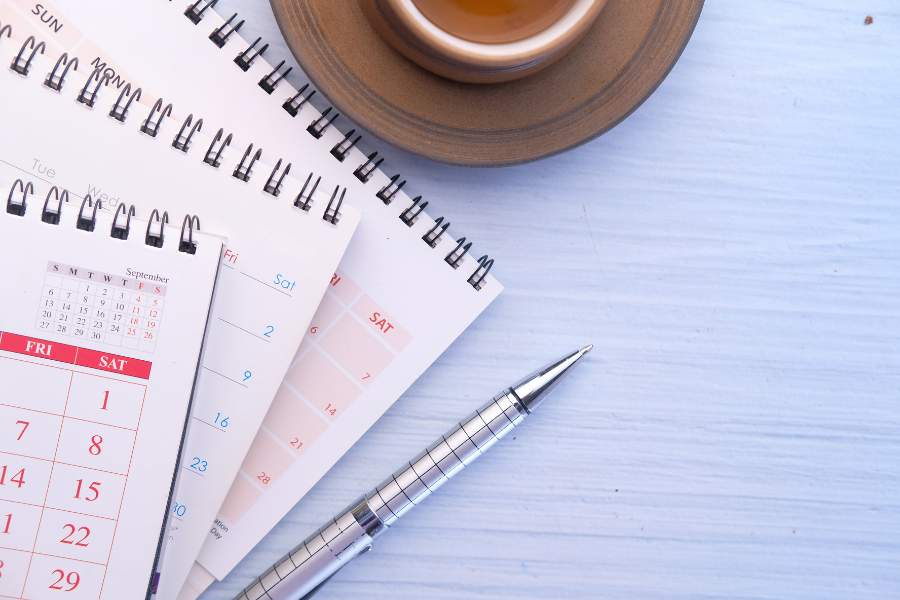 SUN
MON
Tue Wed
Fri Sat
2
9
16
23
30
SAT
6 7
14
21
28
Day
September
S M T W T F S
1 2 3 4 5
6 7 8 9 10 11 12
13 14 15 16 17 18 19
20 21 22 23 24 25 26
27 28 29 30
FRI SAT
1
7 8
14 15
1 22
29